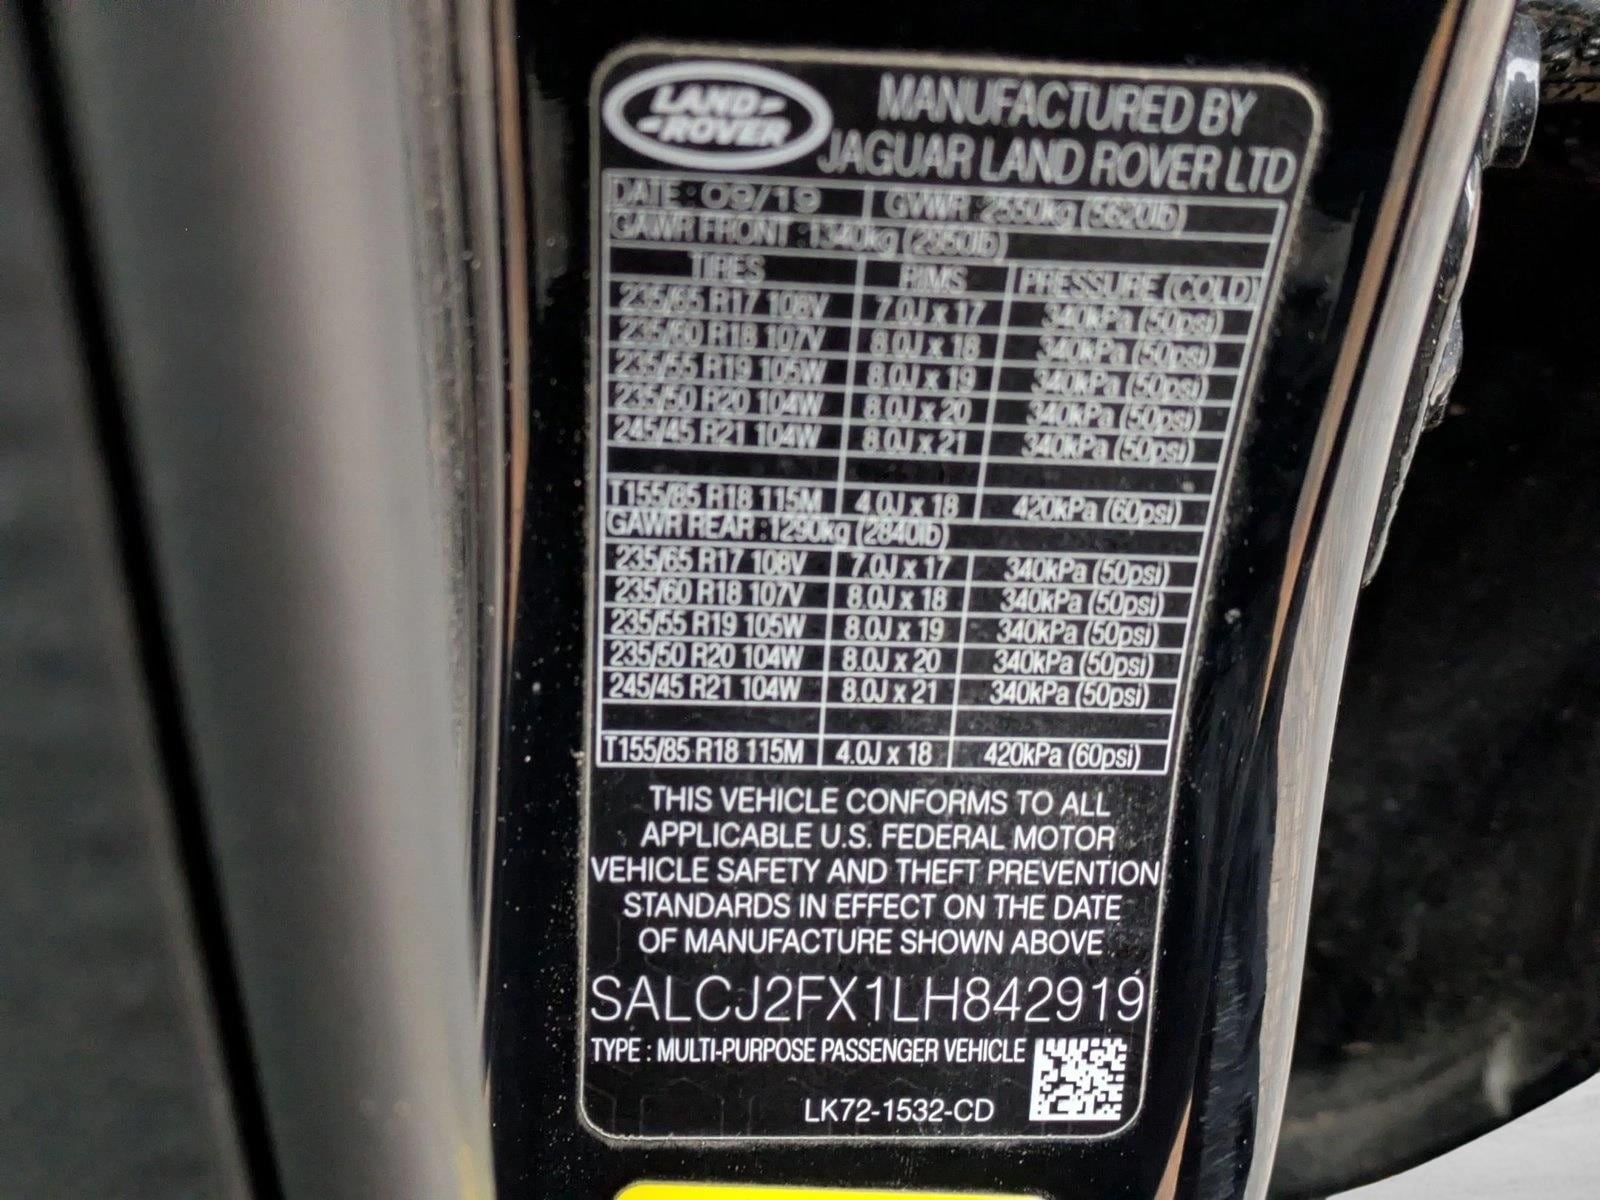 LAND ROVER
MANUFACTURED BY
JAGUAR LAND ROVER LTD
DATE : 09/19 GVWR : 2550kg (5620lb)
GAWR FRONT : 1340kg (2950lb)
TIRES RIMS PRESSURE (COLD)
235/65 R17 108V 7.0J x 17 340kPa (50psi)
235/60 R18 107V 8.0J x 18 340kPa (50psi)
235/55 R19 105W 8.0J x 19 340kPa (50psi)
235/50 R20 104W 8.0J x 20 340kPa (50psi)
245/45 R21 104W 8.0J x 21 340kPa (50psi)
T155/85 R18 115M 4.0J x 18 420kPa (60psi)
GAWR REAR : 1290kg (2840lb)
235/65 R17 108V 7.0J x 17 340kPa (50psi)
235/60 R18 107V 8.0J x 18 340kPa (50psi)
235/55 R19 105W 8.0J x 19 340kPa (50psi)
235/50 R20 104W 8.0J x 20 340kPa (50psi)
245/45 R21 104W 8.0J x 21 340kPa (50psi)
T155/85 R18 115M 4.0J x 18 420kPa (60psi)
THIS VEHICLE CONFORMS TO ALL
APPLICABLE U.S. FEDERAL MOTOR
VEHICLE SAFETY AND THEFT PREVENTION
STANDARDS IN EFFECT ON THE DATE
OF MANUFACTURE SHOWN ABOVE
SALCJ2FX1LH842919
TYPE : MULTI-PURPOSE PASSENGER VEHICLE
LK72-1532-CD